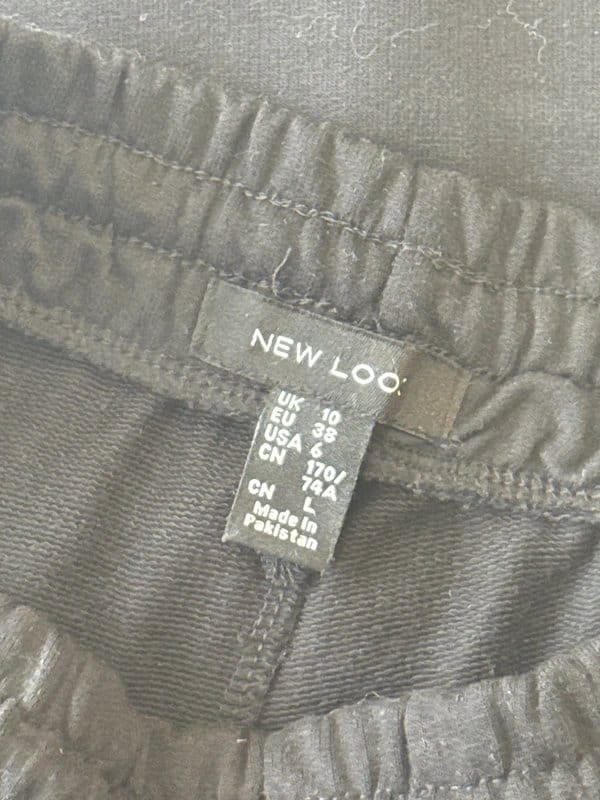 NEW LOO
UK 10
EU 38
USA 6
CN 170/
74A
CN L
Made in
Pakistan